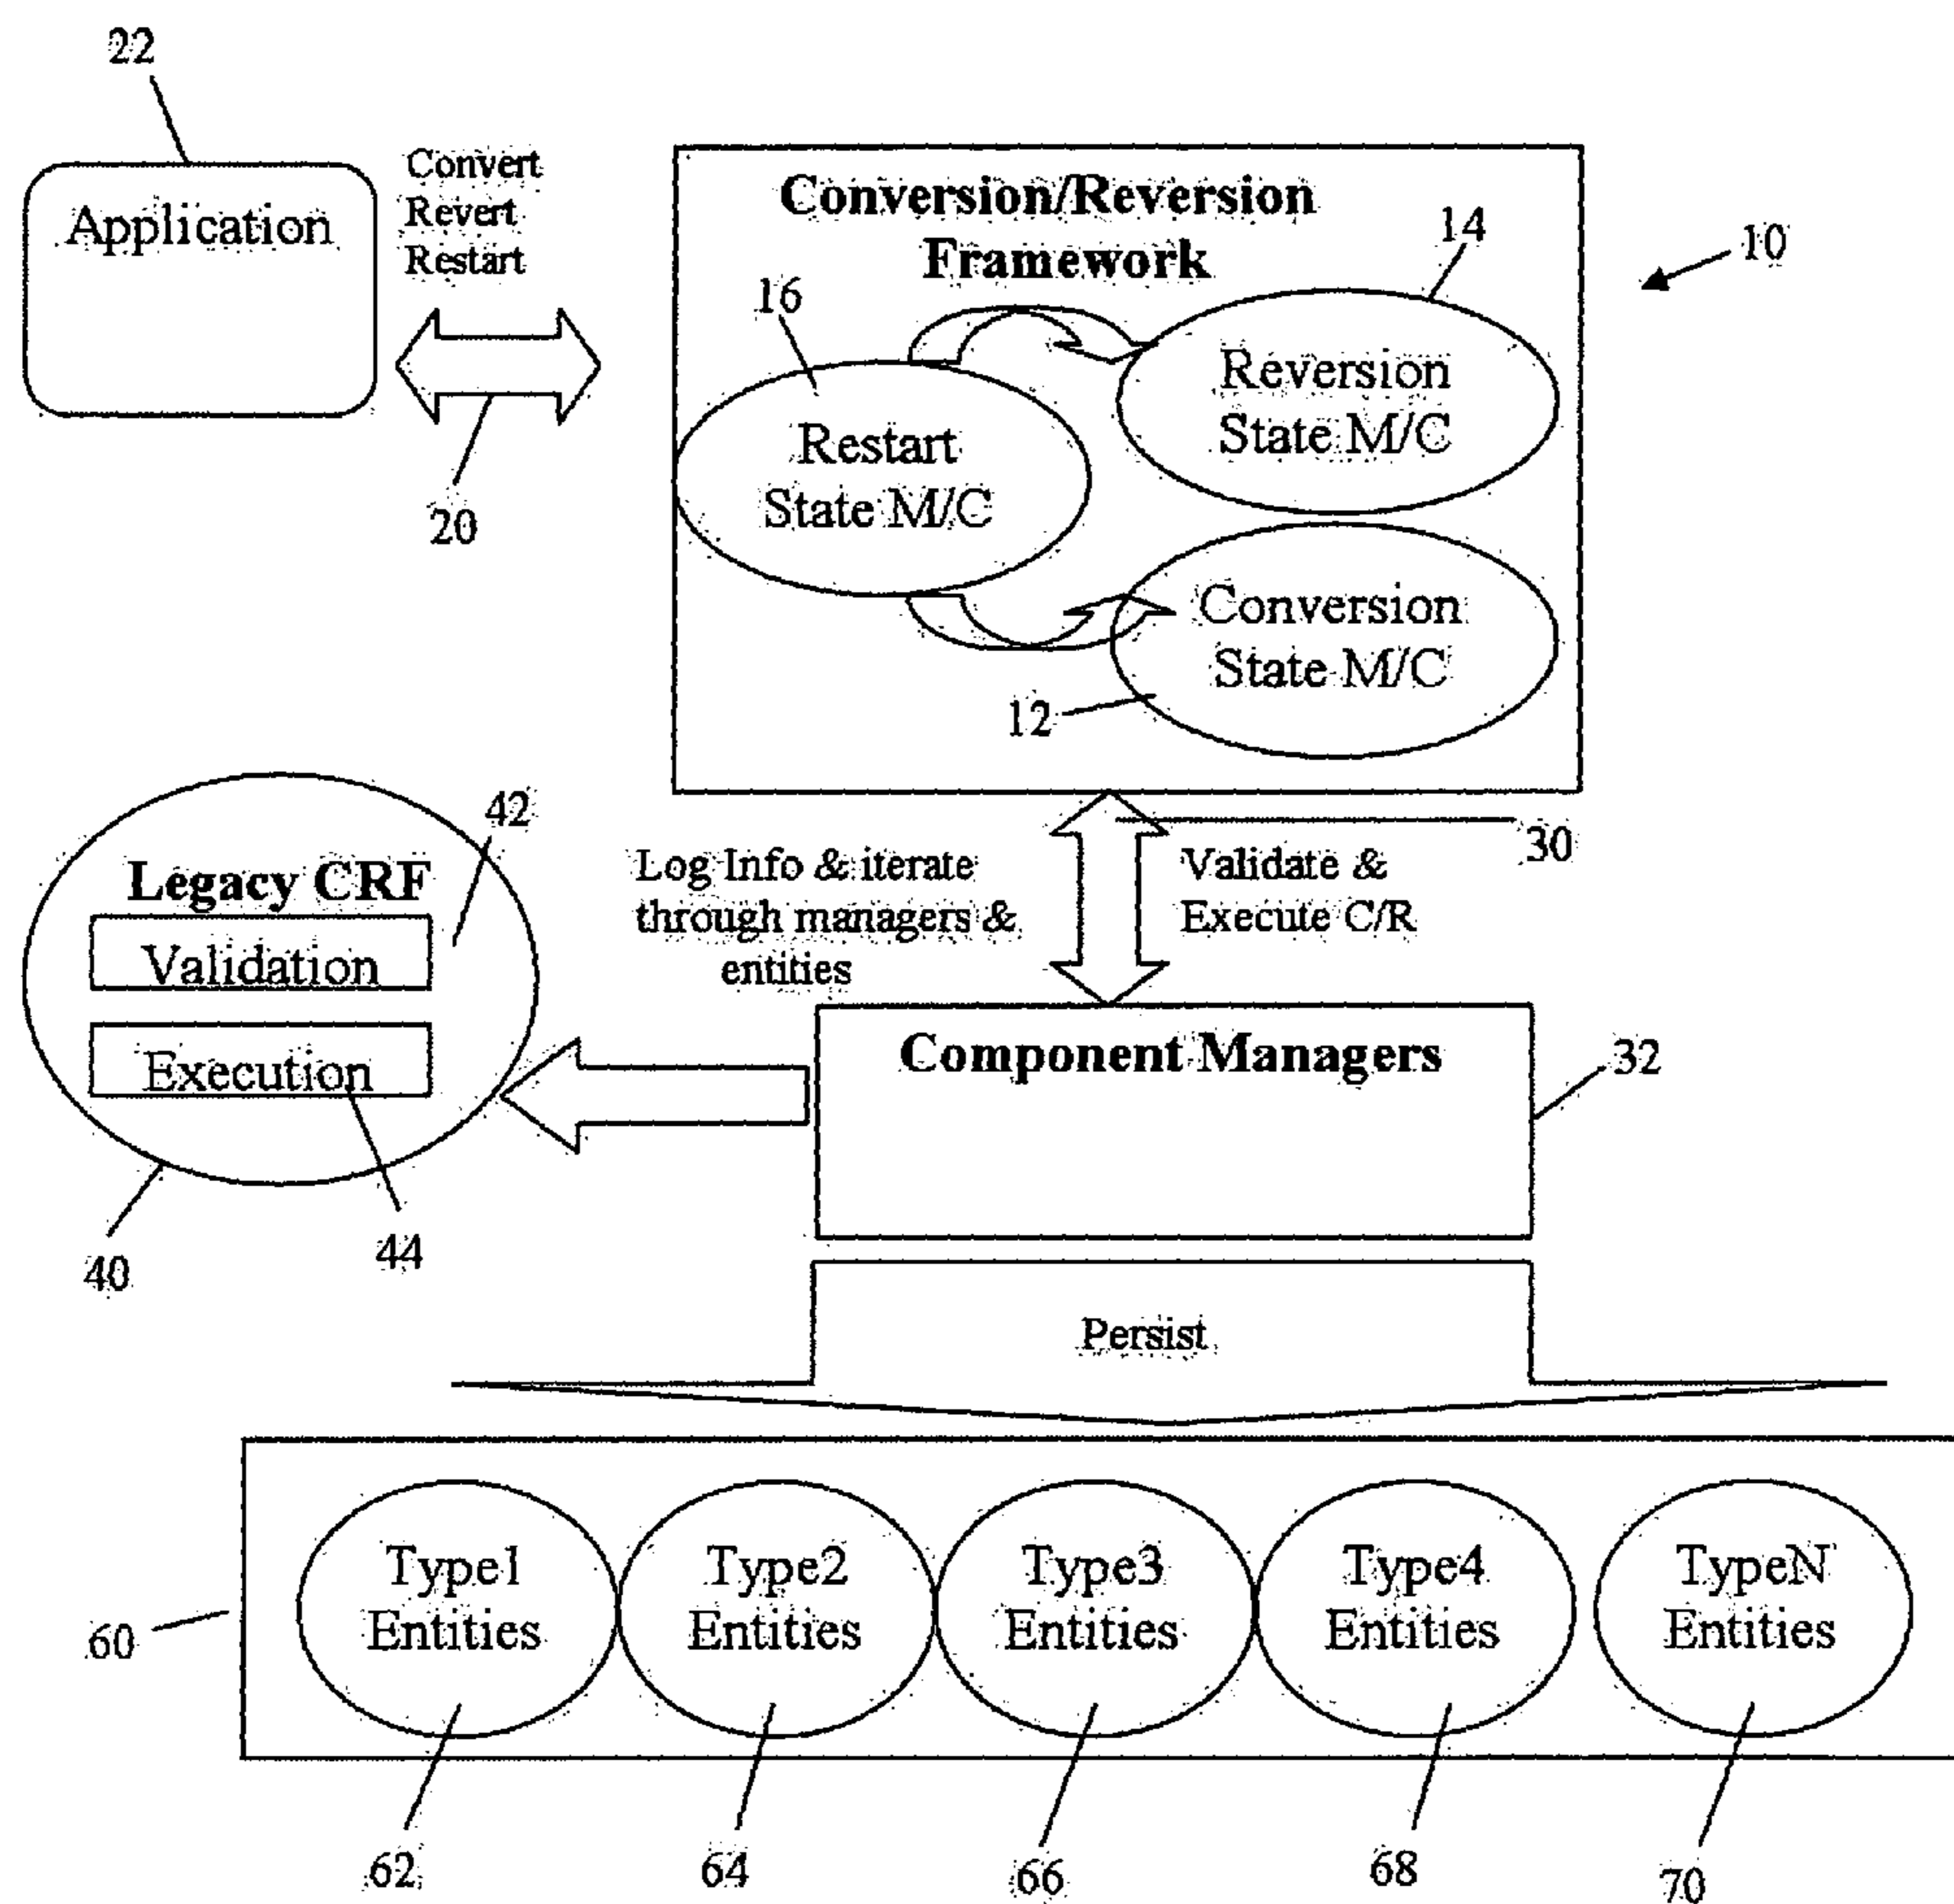 22
Application
Convert
Revert
Restart
20
Conversion/Reversion
Framework
14
10
16
Reversion
State M/C
Restart
State M/C
Conversion
State M/C
12
42
Legacy CRF
Validation
Execution
40
44
Log Info & iterate
through managers &
entities
30
Validate &
Execute C/R
Component Managers
32
Persist
60
Type1
Entities
Type2
Entities
Type3
Entities
Type4
Entities
TypeN
Entities
62
64
66
68
70